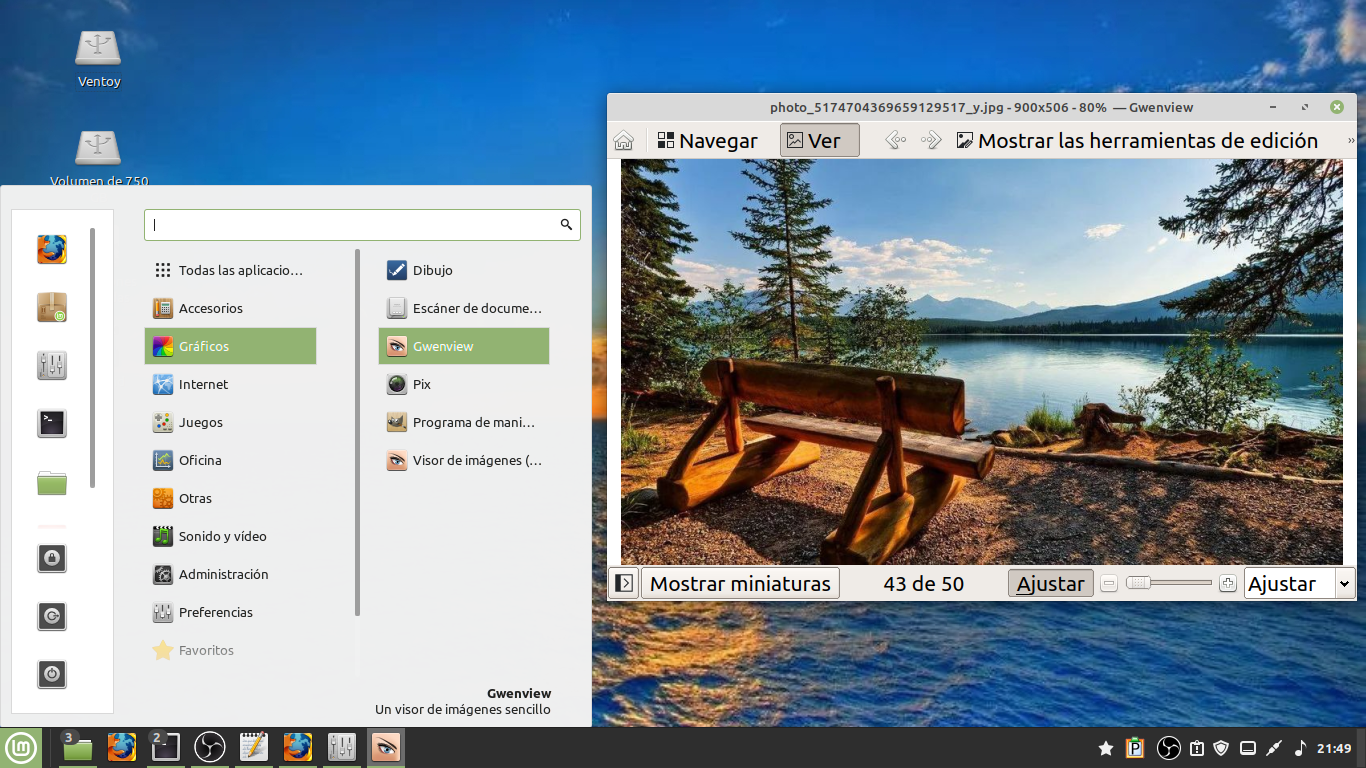 Ventoy
Volumen de 750
photo_5174704369659129517_y.jpg - 900x506 - 80% — Gwenview
Navegar
Ver
Mostrar las herramientas de edición
»
Todas las aplicacio…
Accesorios
Gráficos
Internet
Juegos
Oficina
Otras
Sonido y vídeo
Administración
Preferencias
Favoritos
Dibujo
Escáner de docume…
Gwenview
Pix
Programa de mani…
Visor de imágenes (…
Gwenview
Un visor de imágenes sencillo
Mostrar miniaturas
43 de 50
Ajustar
Ajustar
3
2
P
21:49